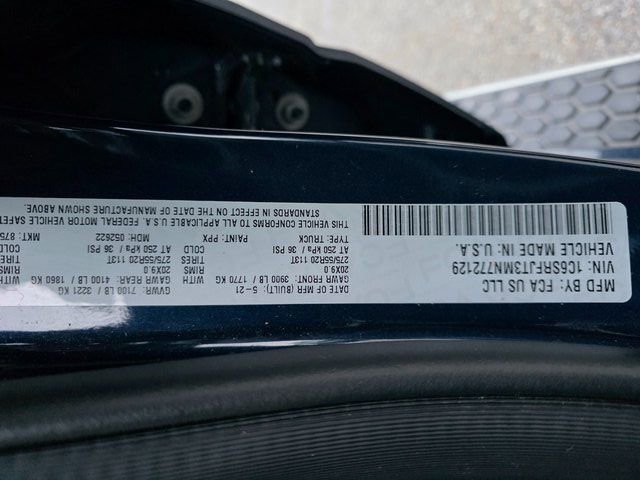 MFD BY: FCA US LLC
DATE OF MFR (BUILT): 5-21
GVWR: 7100 LB / 3221 KG
VIN: 1C6SRFJT3MN772129
GAWR FRONT: 3900 LB / 1770 KG WITH
GAWR REAR: 4100 LB / 1860 KG WITH
20X9.0 RIMS
20X9.0 RIMS
275/55R20 113T TIRES
275/55R20 113T TIRES
VEHICLE MADE IN U.S.A.
AT 250 kPa / 36 PSI COLD
AT 250 kPa / 36 PSI COLD
TYPE: TRUCK PAINT: PPX MDH: 052622 MKT:
THIS VEHICLE CONFORMS TO ALL APPLICABLE U.S.A. FEDERAL MOTOR VEHICLE SAFET
STANDARDS IN EFFECT ON THE DATE OF MANUFACTURE SHOWN ABOVE.